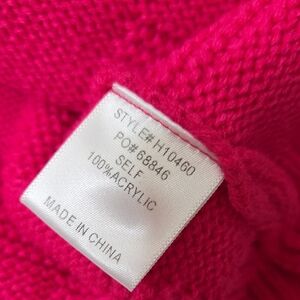 STYLE# H10460
PO#68846
SELF
100%ACRYLIC
MADE IN CHINA